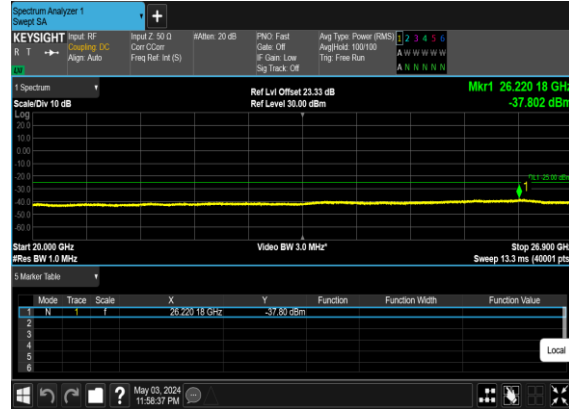 Spectrum Analyzer 1
Swept SA
+
KEYSIGHT Input: RF Input Z: 50 Ω #Atten: 20 dB PNO: Fast Avg Type: Power (RMS) 1 2 3 4 5 6
R T Coupling: DC Corr CCorr Gate: Off Avg|Hold: 100/100 A W W W W W
Align: Auto Freq Ref: Int (S) IF Gain: Low Trig: Free Run
LM Sig Track: Off A N N N N N
1 Spectrum Ref Lvl Offset 23.33 dB Mkr1 26.220 18 GHz
Scale/Div 10 dB Ref Level 30.00 dBm -37.802 dBm
Log
20.0
10.0
0.00
-10.0
-20.0
DL1 -25.00 dBm
-30.0
1
-40.0
-50.0
-60.0
Start 20.000 GHz Video BW 3.0 MHz* Stop 26.900 GHz
#Res BW 1.0 MHz Sweep 13.3 ms (40001 pts)
5 Marker Table
Mode Trace Scale X Y Function Function Width Function Value
1 N 1 f 26.220 18 GHz -37.80 dBm
2
3
4
5
6
Local
? May 03, 2024
11:58:37 PM